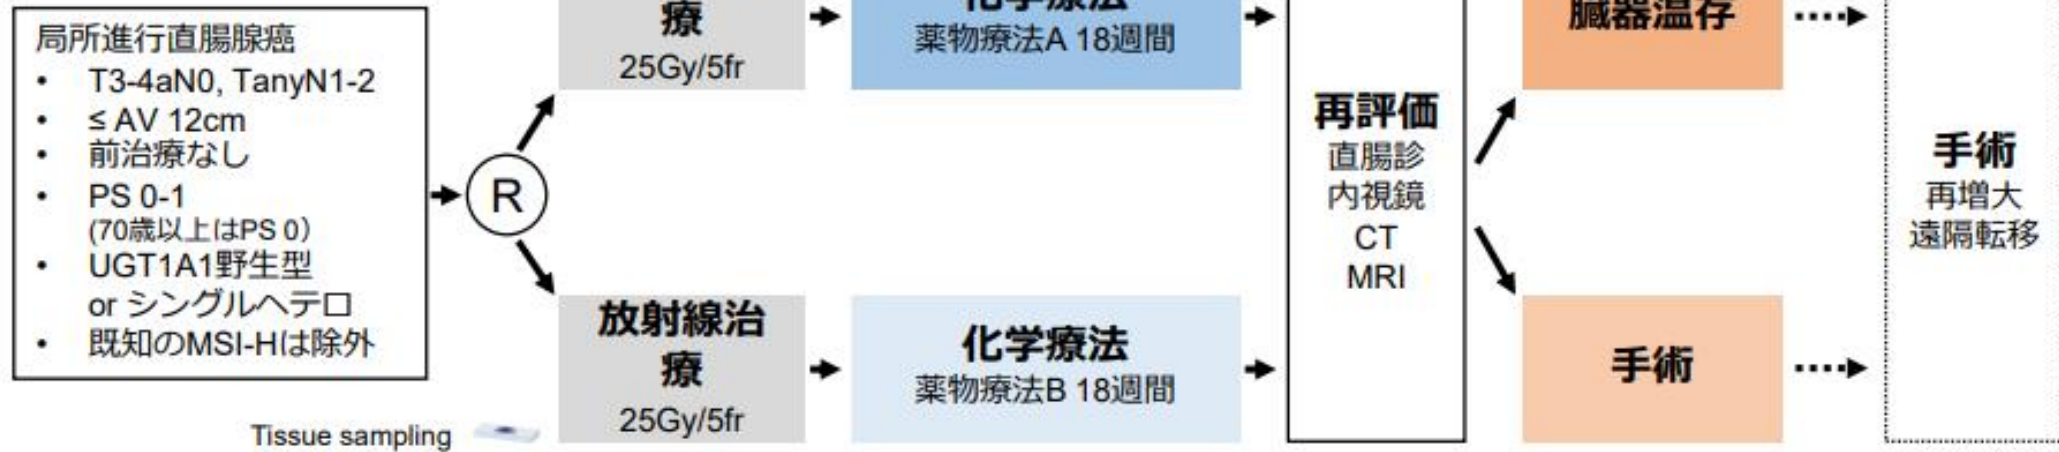 局所進行直腸腺癌
• T3-4aN0, TanyN1-2
• ≤ AV 12cm
• 前治療なし
• PS 0-1
(70歳以上はPS 0）
• UGT1A1野生型
or シングルヘテロ
• 既知のMSI-Hは除外
Tissue sampling
R
療
25Gy/5fr
化学療法
薬物療法A 18週間
放射線治
療
25Gy/5fr
化学療法
薬物療法B 18週間
再評価
直腸診
内視鏡
CT
MRI
臓器温存
手術
手術
再増大
遠隔転移